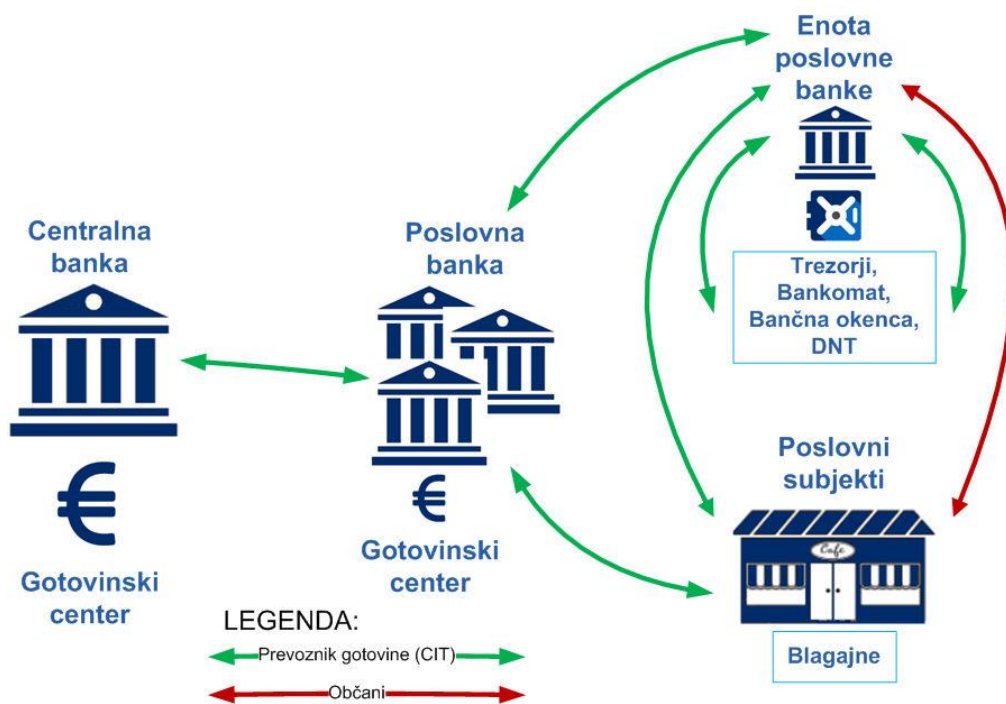 Enota
poslovne
banke
Centralna
banka
Poslovna
banka
Trezorji,
Bankomat,
Bančna okenca,
DNT
€
€
Poslovni
subjekti
Cafe
Gotovinski
center
Gotovinski
center
Blagajne
LEGENDA:
Prevoznik gotovine (CIT)
Občani